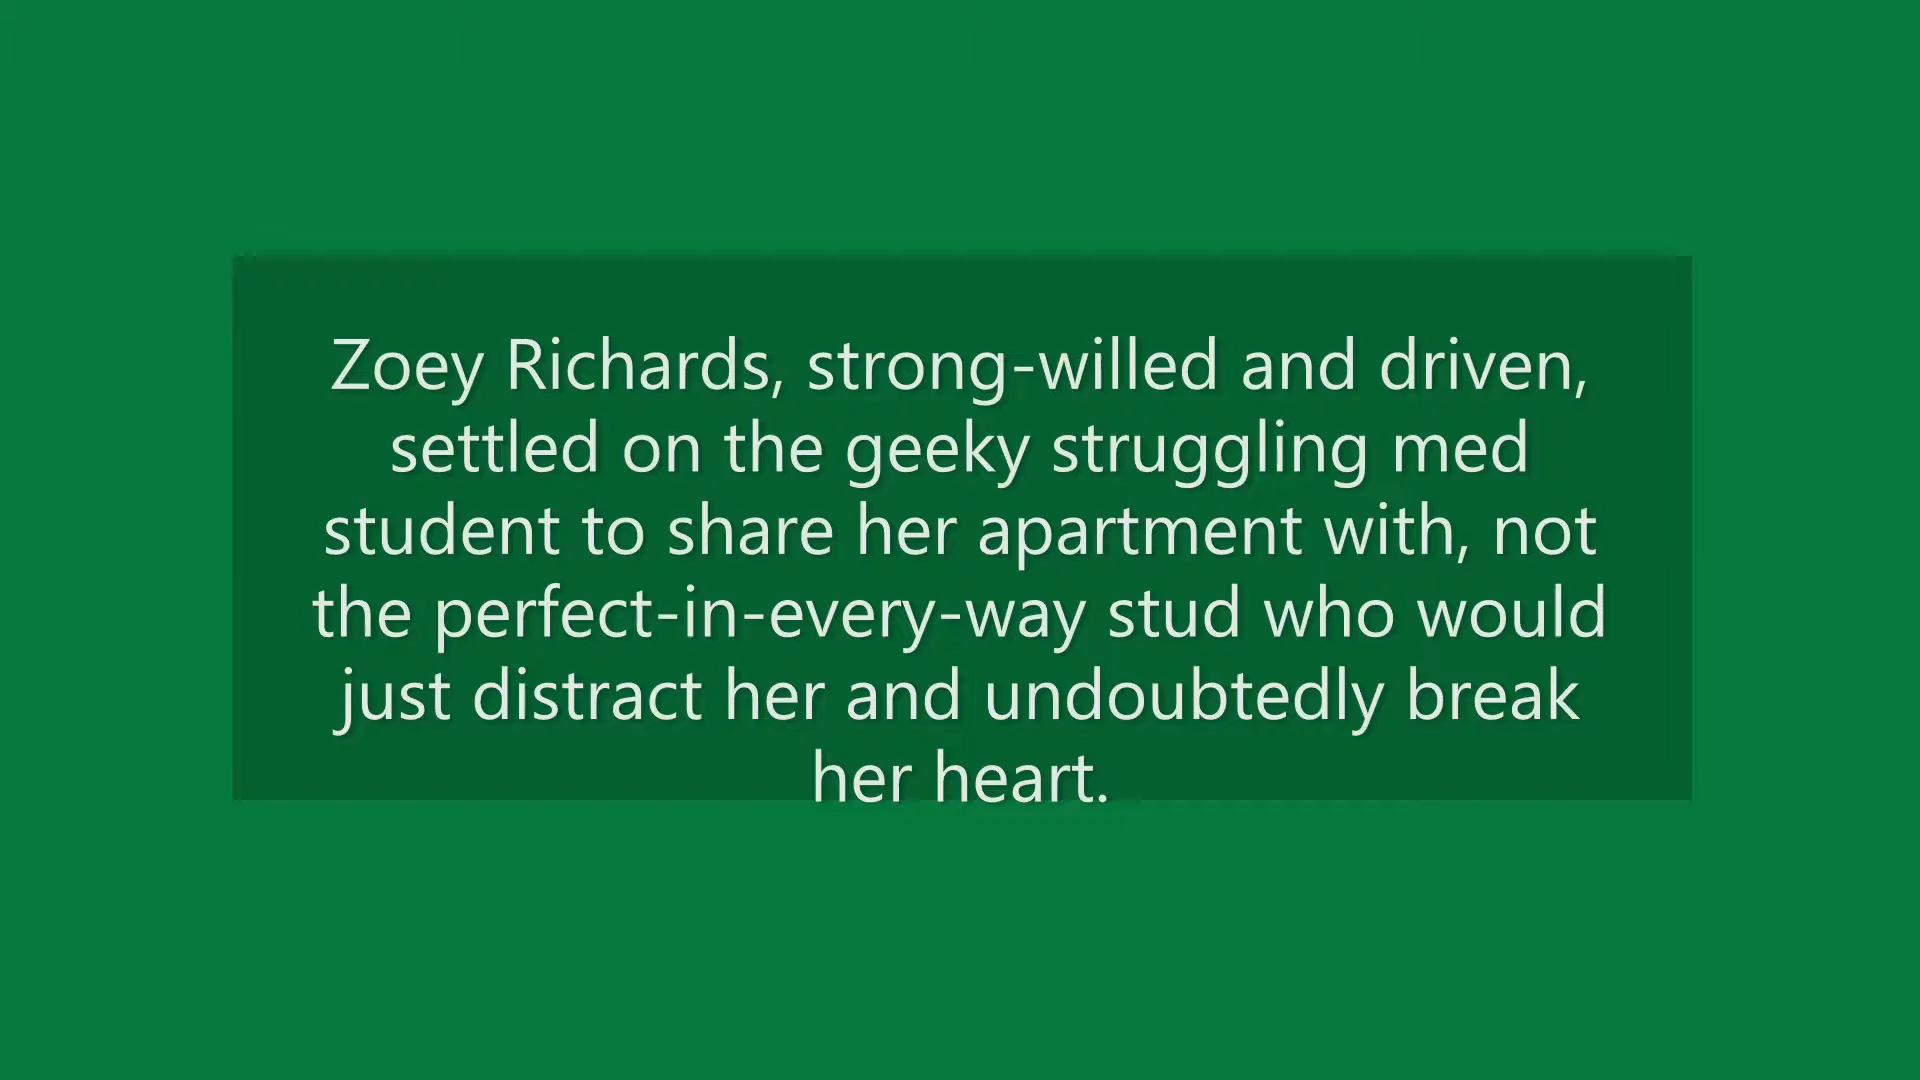 Zoey Richards, strong-willed and driven,
settled on the geeky struggling med
student to share her apartment with, not
the perfect-in-every-way stud who would
just distract her and undoubtedly break
her heart.